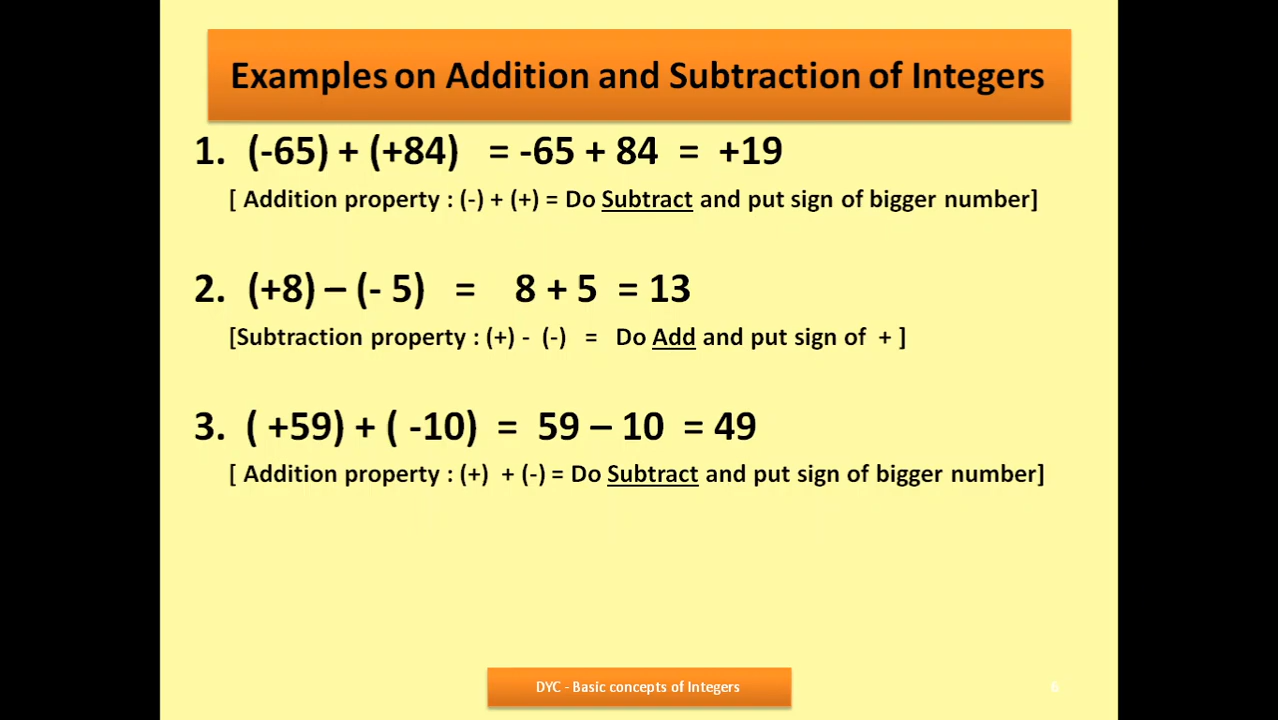 Examples on Addition and Subtraction of Integers
1. (-65) + (+84) = -65 + 84 = +19
[ Addition property : (-) + (+) = Do Subtract and put sign of bigger number]
2. (+8) – (- 5) = 8 + 5 = 13
[Subtraction property : (+) - (-) = Do Add and put sign of + ]
3. ( +59) + ( -10) = 59 – 10 = 49
[ Addition property : (+) + (-) = Do Subtract and put sign of bigger number]
DYC - Basic concepts of Integers
6